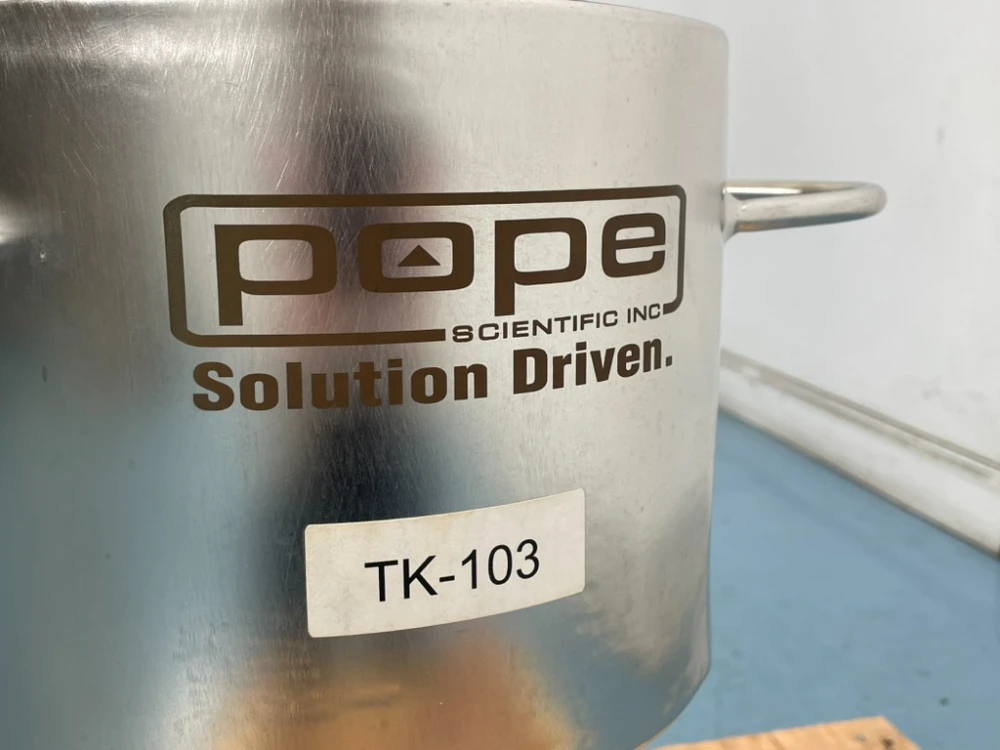 pope
SCIENTIFIC INC
Solution Driven.
TK-103